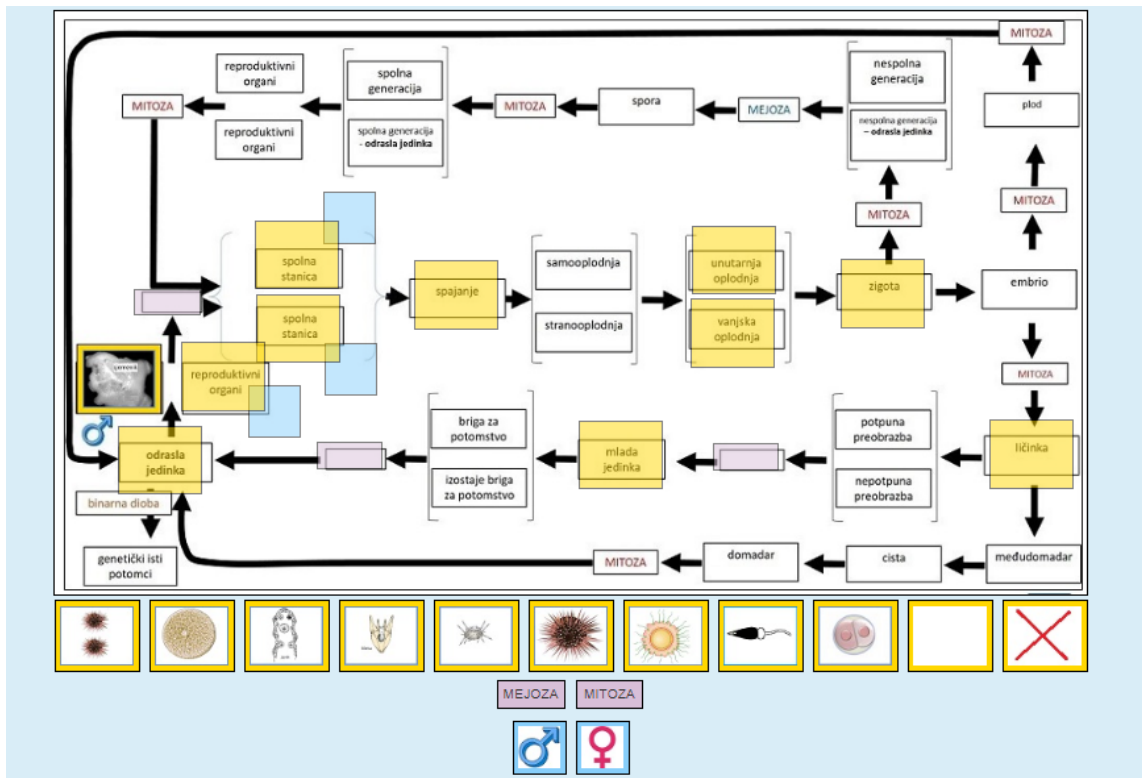 MITOZA
reproduktivni
organi
spolna
generacija
nespolna
generacija
plod
MITOZA
MITOZA
spora
MEJOZA
nespolna generacija
– odrasla jedinka
reproduktivni
organi
spolna generacija
- odrasla jedinka
MITOZA
MITOZA
spolna
stanica
samooplodnja
unutarnja
oplodnja
spajanje
zigota
embrio
spolna
stanica
stranooplodnja
vanjska
oplodnja
reproduktivni
organi
MITOZA
odrasla
jedinka
briga za
potomstvo
mlada
jedinka
potpuna
preobrazba
ličinka
izostaje briga
za potomstvo
nepotpuna
preobrazba
binarna dioba
genetički isti
potomci
MITOZA
domadar
cista
međudomadar
MEJOZA
MITOZA